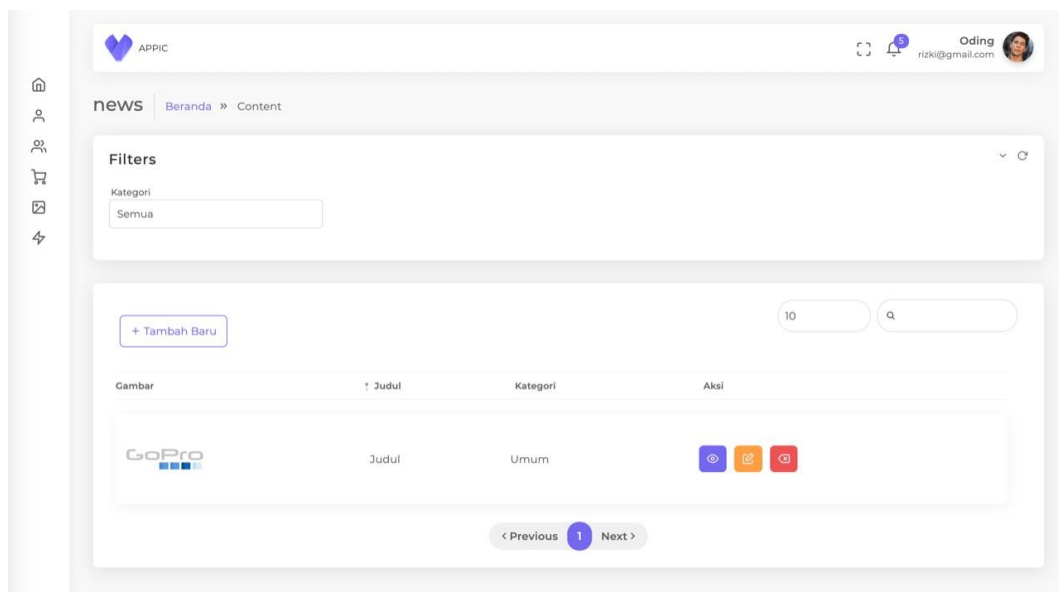 APPIC
5
Oding
rizki@gmail.com
news
Beranda » Content
Filters
Kategori
Semua
+ Tambah Baru
10
Gambar Judul Kategori Aksi
GoPro Judul Umum
Previous 1 Next